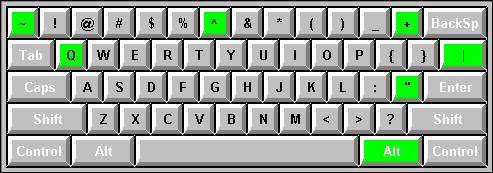 ~ ! @ # $ % ^ & * ( ) _ + BackSp
Tab Q W E R T Y U I O P { } |
Caps A S D F G H J K L : " Enter
Shift Z X C V B N M < > ? Shift
Control Alt Alt Control